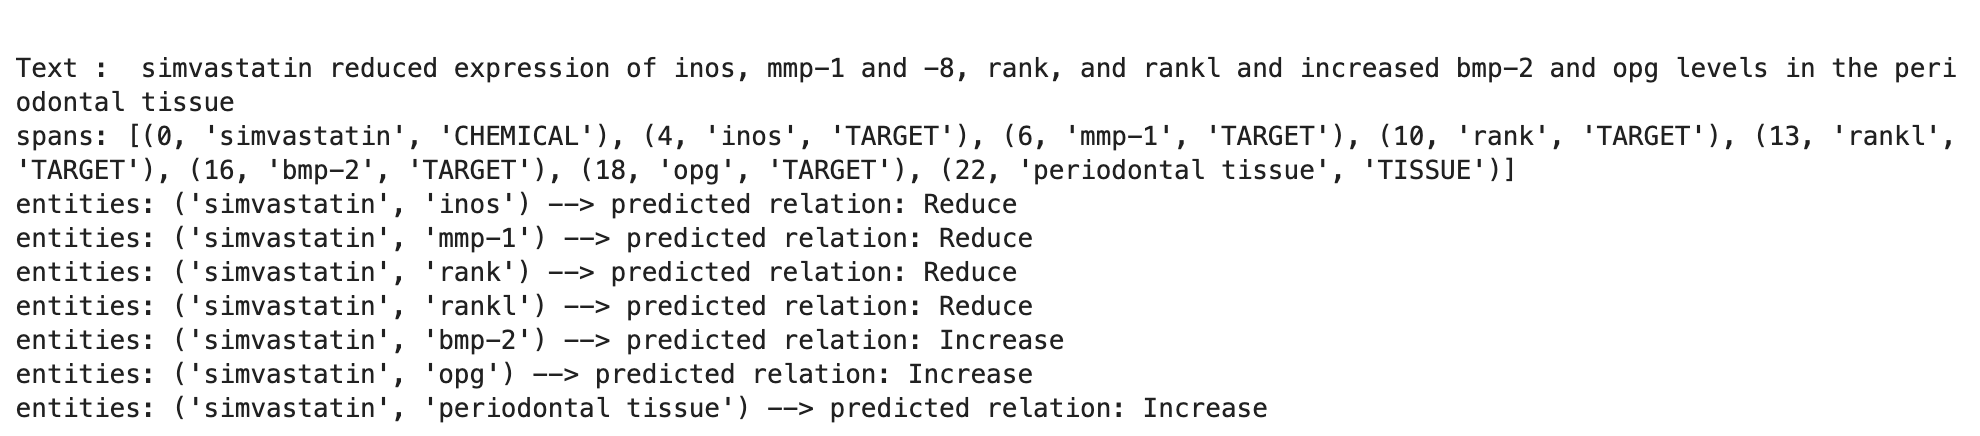 Text :  simvastatin reduced expression of inos, mmp-1 and -8, rank, and rankl and increased bmp-2 and opg levels in the peri
odontal tissue
spans: [(0, 'simvastatin', 'CHEMICAL'), (4, 'inos', 'TARGET'), (6, 'mmp-1', 'TARGET'), (10, 'rank', 'TARGET'), (13, 'rankl',
'TARGET'), (16, 'bmp-2', 'TARGET'), (18, 'opg', 'TARGET'), (22, 'periodontal tissue', 'TISSUE')]
entities: ('simvastatin', 'inos') --> predicted relation: Reduce
entities: ('simvastatin', 'mmp-1') --> predicted relation: Reduce
entities: ('simvastatin', 'rank') --> predicted relation: Reduce
entities: ('simvastatin', 'rankl') --> predicted relation: Reduce
entities: ('simvastatin', 'bmp-2') --> predicted relation: Increase
entities: ('simvastatin', 'opg') --> predicted relation: Increase
entities: ('simvastatin', 'periodontal tissue') --> predicted relation: Increase